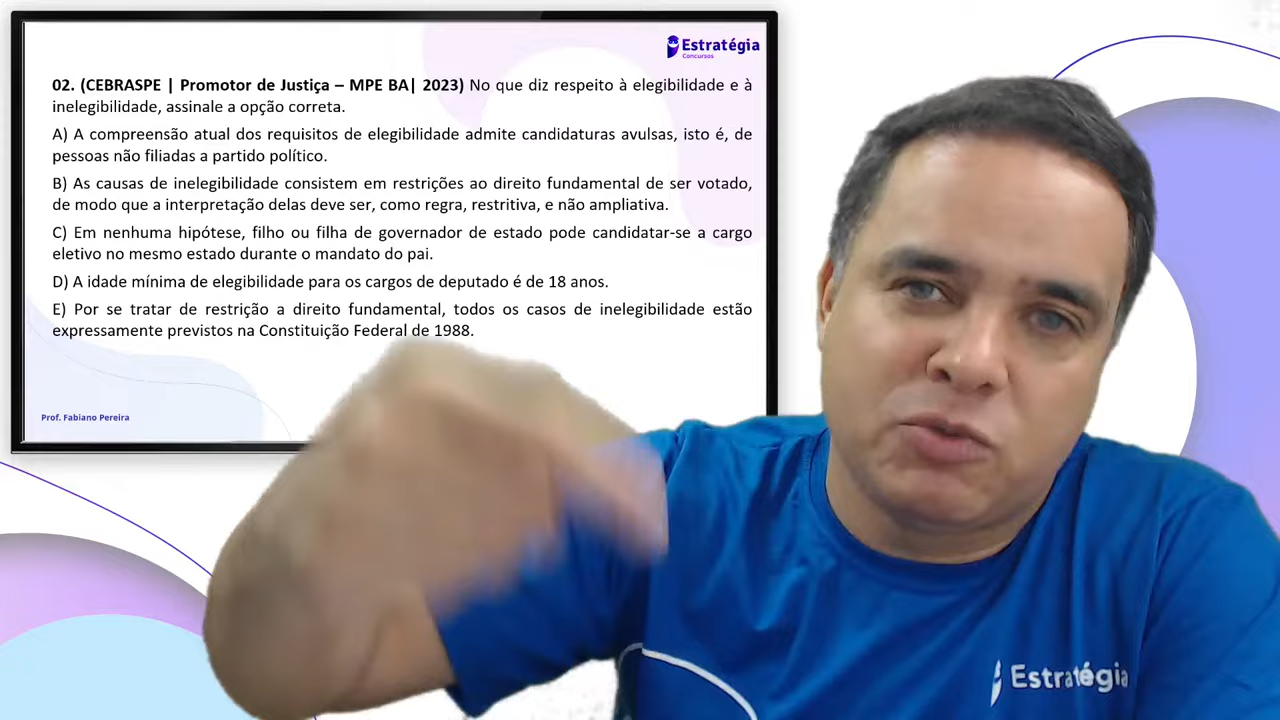 Estratégia
Concursos
02. (CEBRASPE | Promotor de Justiça – MPE BA| 2023) No que diz respeito à elegibilidade e à
inelegibilidade, assinale a opção correta.
A) A compreensão atual dos requisitos de elegibilidade admite candidaturas avulsas, isto é, de
pessoas não filiadas a partido político.
B) As causas de inelegibilidade consistem em restrições ao direito fundamental de ser votado,
de modo que a interpretação delas deve ser, como regra, restritiva, e não ampliativa.
C) Em nenhuma hipótese, filho ou filha de governador de estado pode candidatar-se a cargo
eletivo no mesmo estado durante o mandato do pai.
D) A idade mínima de elegibilidade para os cargos de deputado é de 18 anos.
E) Por se tratar de restrição a direito fundamental, todos os casos de inelegibilidade estão
expressamente previstos na Constituição Federal de 1988.
Prof. Fabiano Pereira
Estratégia